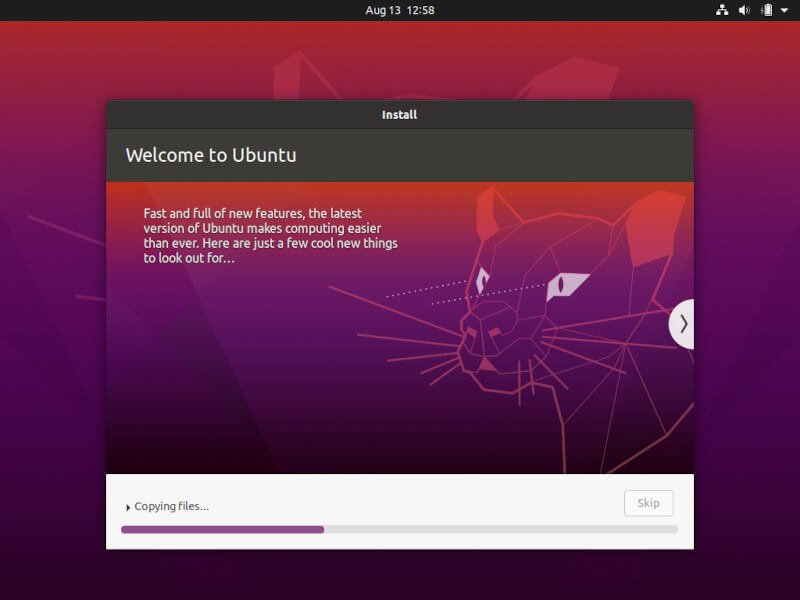 Aug 13 12:58
Install
Welcome to Ubuntu
Fast and full of new features, the latest
version of Ubuntu makes computing easier
than ever. Here are just a few cool new things
to look out for…
Copying files...
Skip